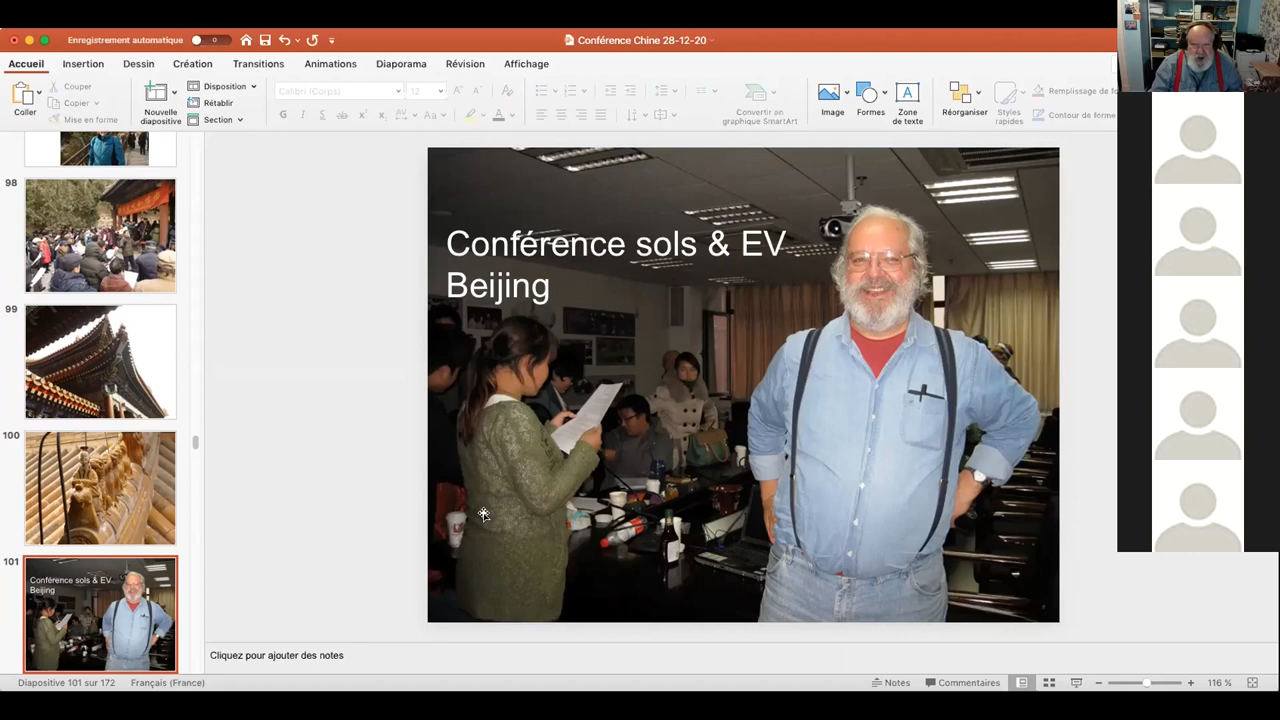 Enregistrement automatique
Conférence Chine 28-12-20
Accueil
Insertion
Dessin
Création
Transitions
Animations
Diaporama
Révision
Affichage
Coller
Couper
Copier
Mise en forme
Nouvelle
diapositive
Disposition
Rétablir
Section
Calibri (Corps)
12
G
I
S
Convertir en
graphique SmartArt
Image
Formes
Zone
de texte
Réorganiser
Styles
rapides
Remplissage de fo
Contour de forme
98
99
100
101
Conférence sols & EV
Beijing
Conférence sols & EV
Beijing
Cliquez pour ajouter des notes
Diapositive 101 sur 172
Français (France)
Notes
Commentaires
116 %